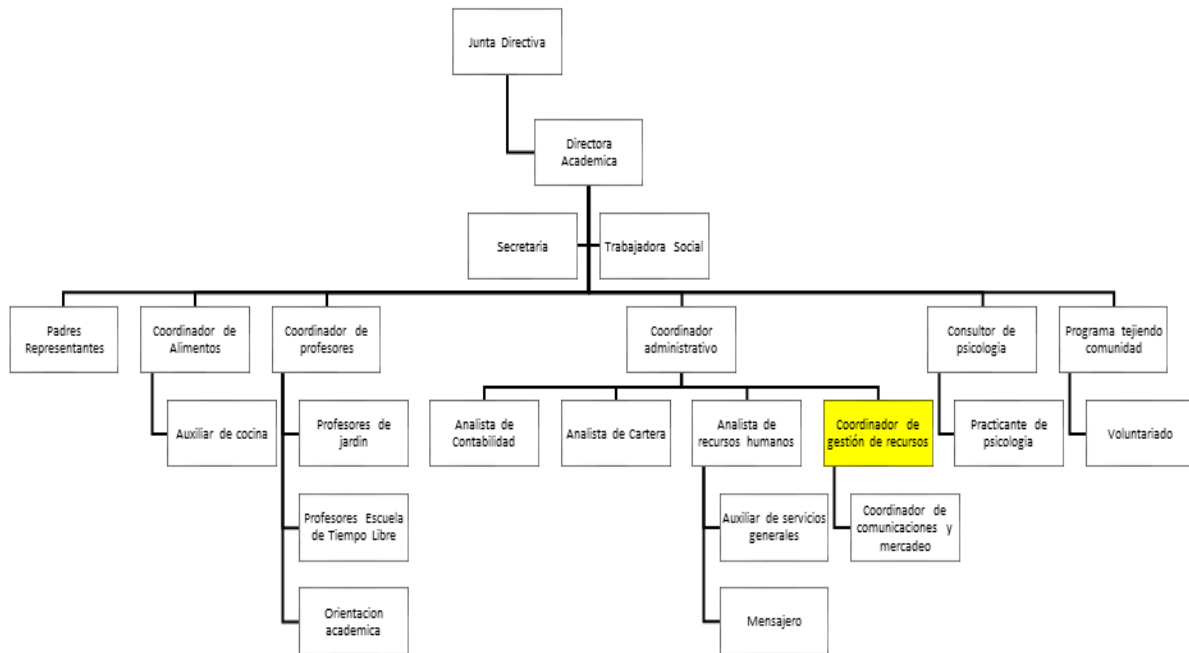 Junta Directiva
Directora
Academica
Secretaria
Trabajadora Social
Padres
Representantes
Coordinador de
Alimentos
Coordinador de
profesores
Coordinador
administrativo
Consultor de
psicologia
Programa tejiendo
comunidad
Auxiliar de cocina
Profesores de
jardin
Analista de
Contabilidad
Analista de Cartera
Analista de
recursos humanos
Coordinador de
gestión de recursos
Practicante de
psicologia
Voluntariado
Profesores Escuela
de Tiempo Libre
Auxiliar de servicios
generales
Coordinador de
comunicaciones y
mercadeo
Orientacion
academica
Mensajero